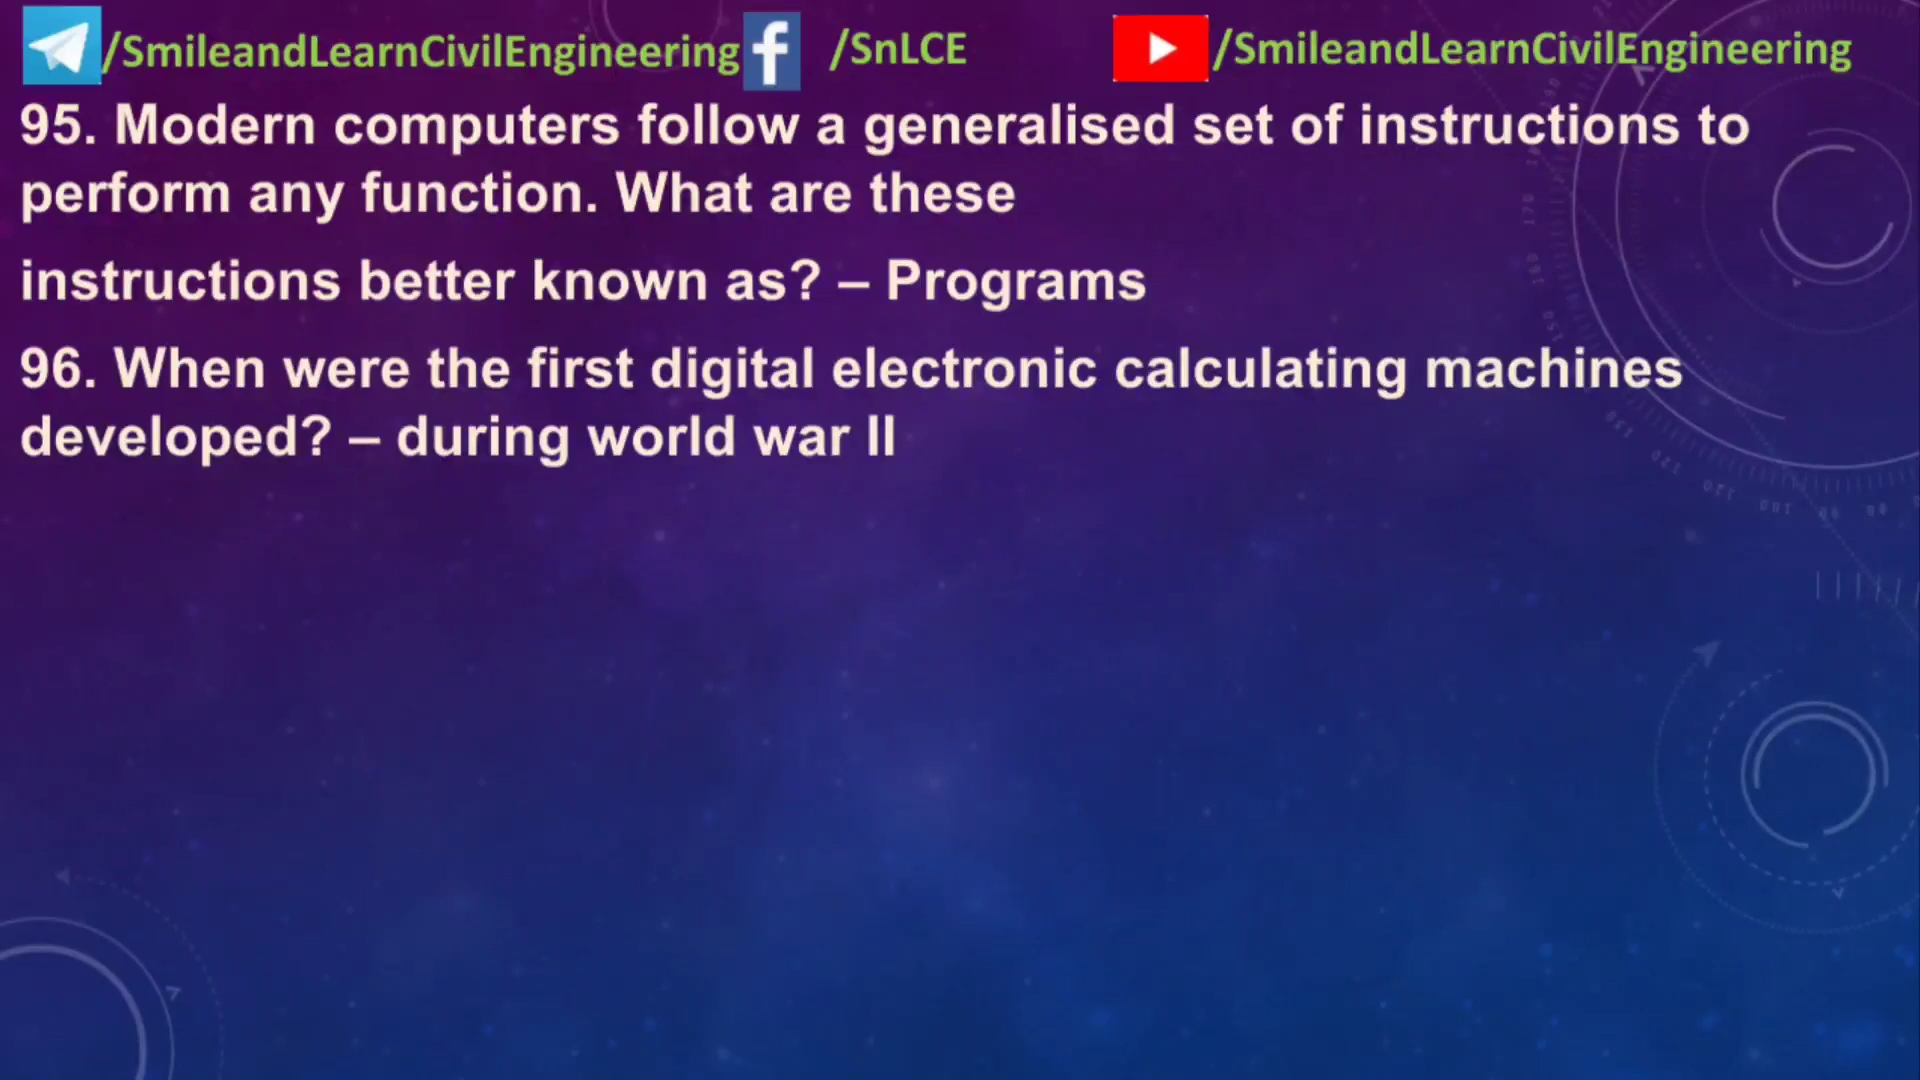 /SmileandLearnCivilEngineering /SnLCE /SmileandLearnCivilEngineering
95. Modern computers follow a generalised set of instructions to
perform any function. What are these
instructions better known as? – Programs
96. When were the first digital electronic calculating machines
developed? – during world war II